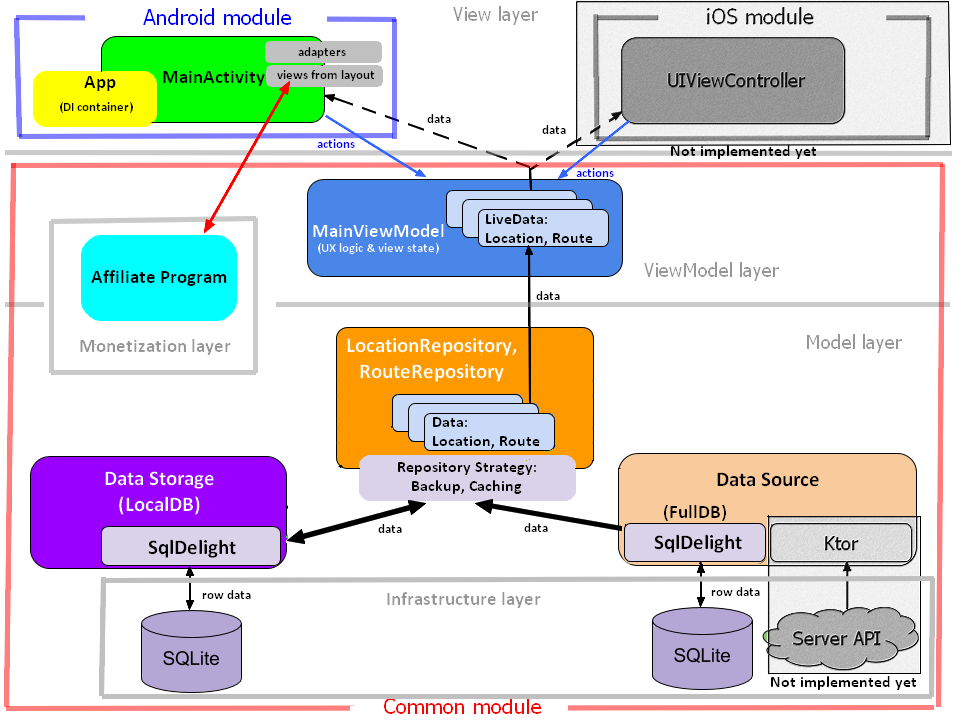 Android module
View layer
iOS module
adapters
MainActivity
views from layout
App
(DI container)
UIViewController
data
data
actions
Not implemented yet
actions
LiveData:
Location, Route
MainViewModel
(UX logic & view state)
Affiliate Program
ViewModel layer
data
Monetization layer
Model layer
LocationRepository,
RouteRepository
Data:
Location, Route
Repository Strategy:
Backup, Caching
Data Storage
(LocalDB)
Data Source
(FullDB)
data
data
SqlDelight
SqlDelight
Ktor
row data
Infrastructure layer
row data
SQLite
SQLite
Server API
Not implemented yet
Common module